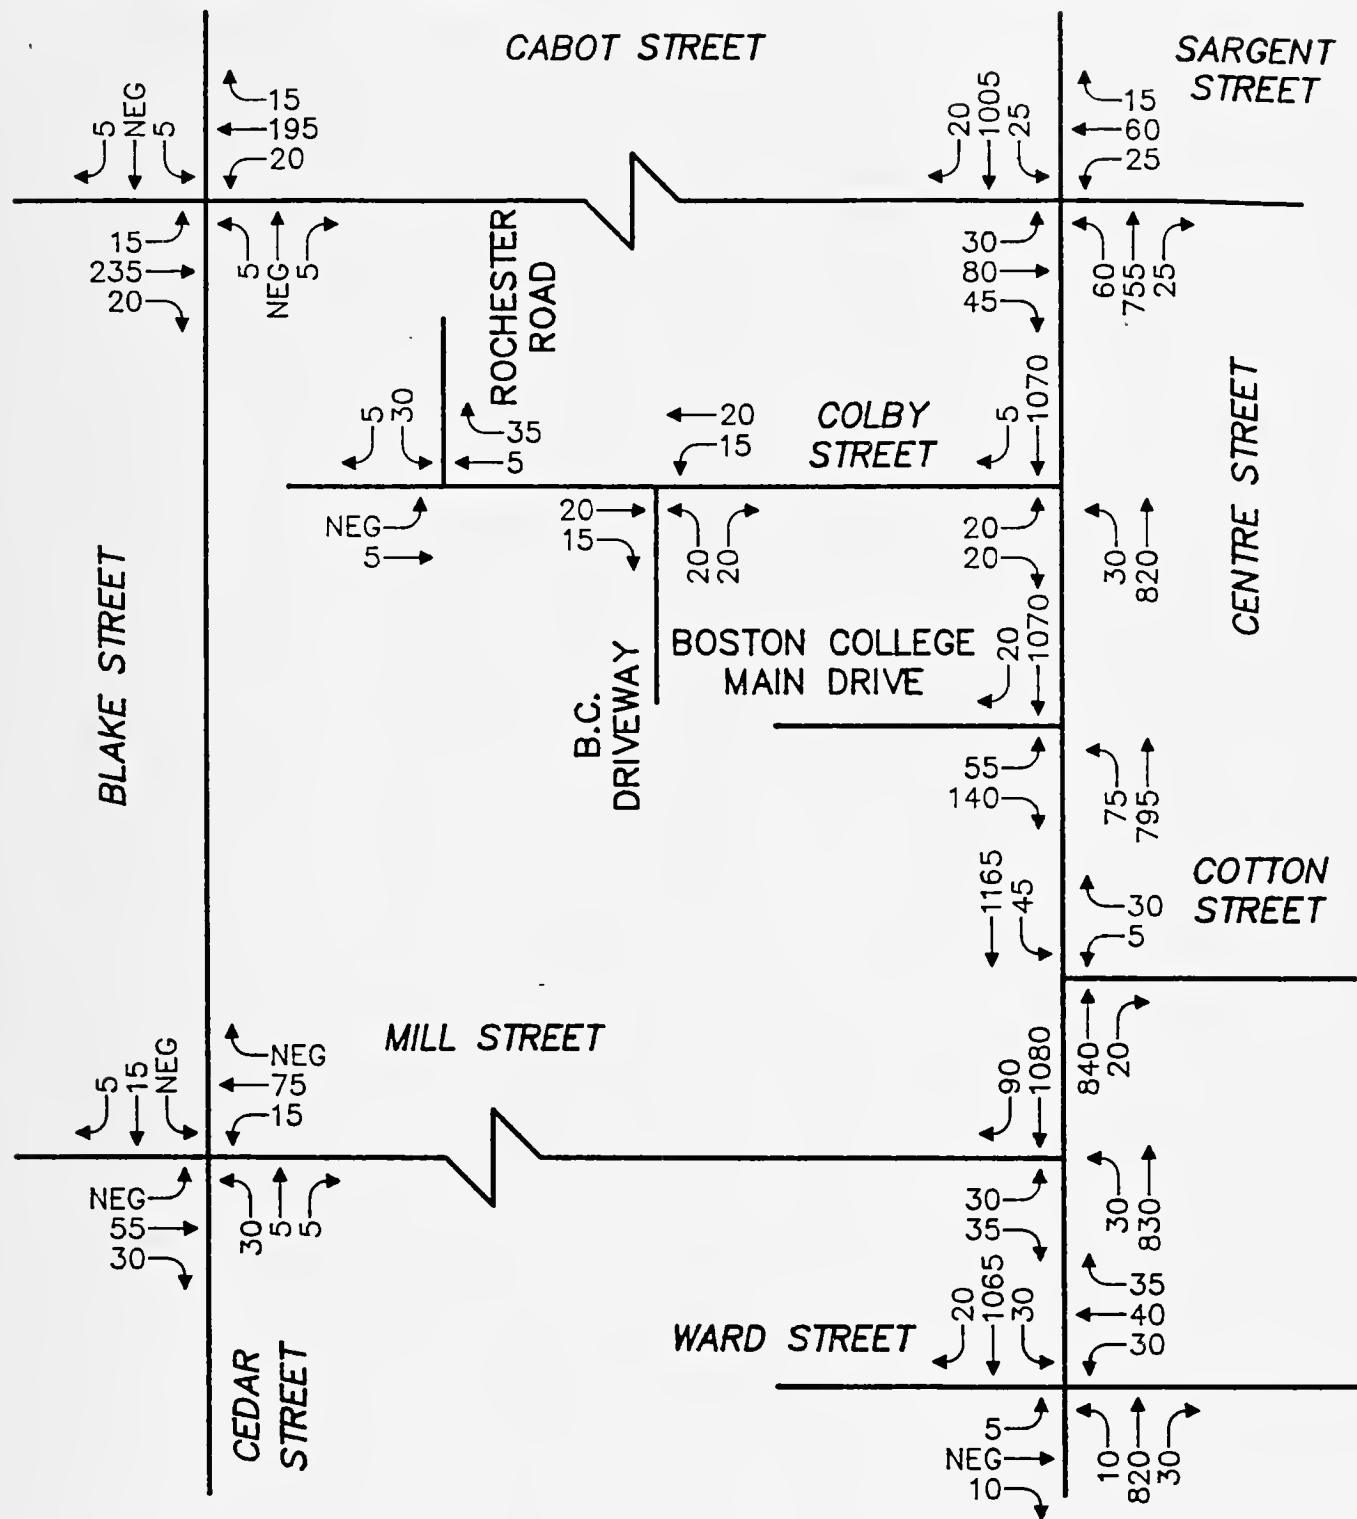 CABOT STREET
SARGENT
STREET
5 NEG 5
15
195
20
20 1005 25
15
60
25
15
235
20
5 NEG 5
30
80
45
60 755 25
ROCHESTER
ROAD
5 30
35
5
20
15
COLBY
STREET
5 1070
CENTRE STREET
NEG
5
20
15
20 20
20
20
30 820
BLAKE STREET
BOSTON COLLEGE
MAIN DRIVE
20 1070
B.C.
DRIVEWAY
55
140
75 795
1165 45
30
5
COTTON
STREET
MILL STREET
5 15 NEG
NEG
75
15
90 1080
840 20
NEG
55
30
30 5 5
30
35
30 830
CEDAR
STREET
WARD STREET
20 1065 30
35
40
30
5
NEG
10
10 820 30